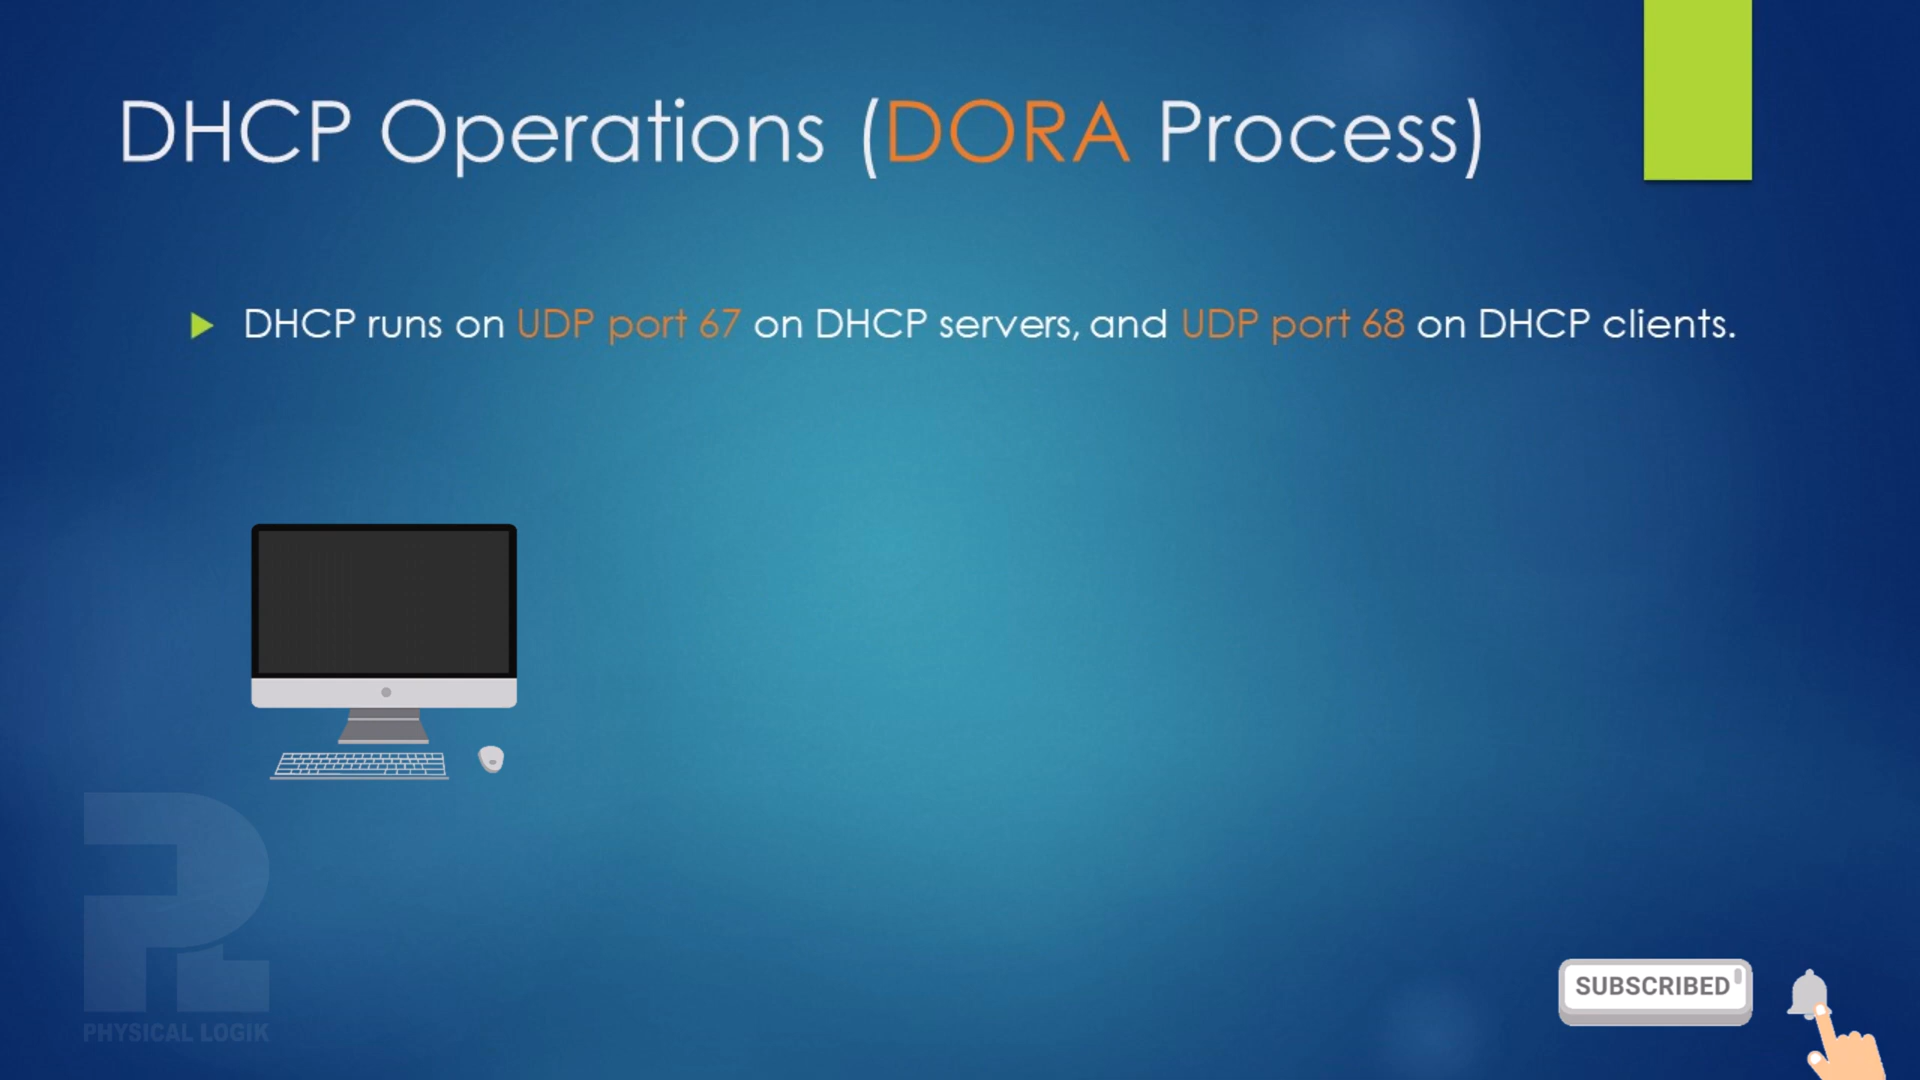 DHCP Operations (DORA Process)
DHCP runs on UDP port 67 on DHCP servers, and UDP port 68 on DHCP clients.
SUBSCRIBED
PHYSICAL LOGIK